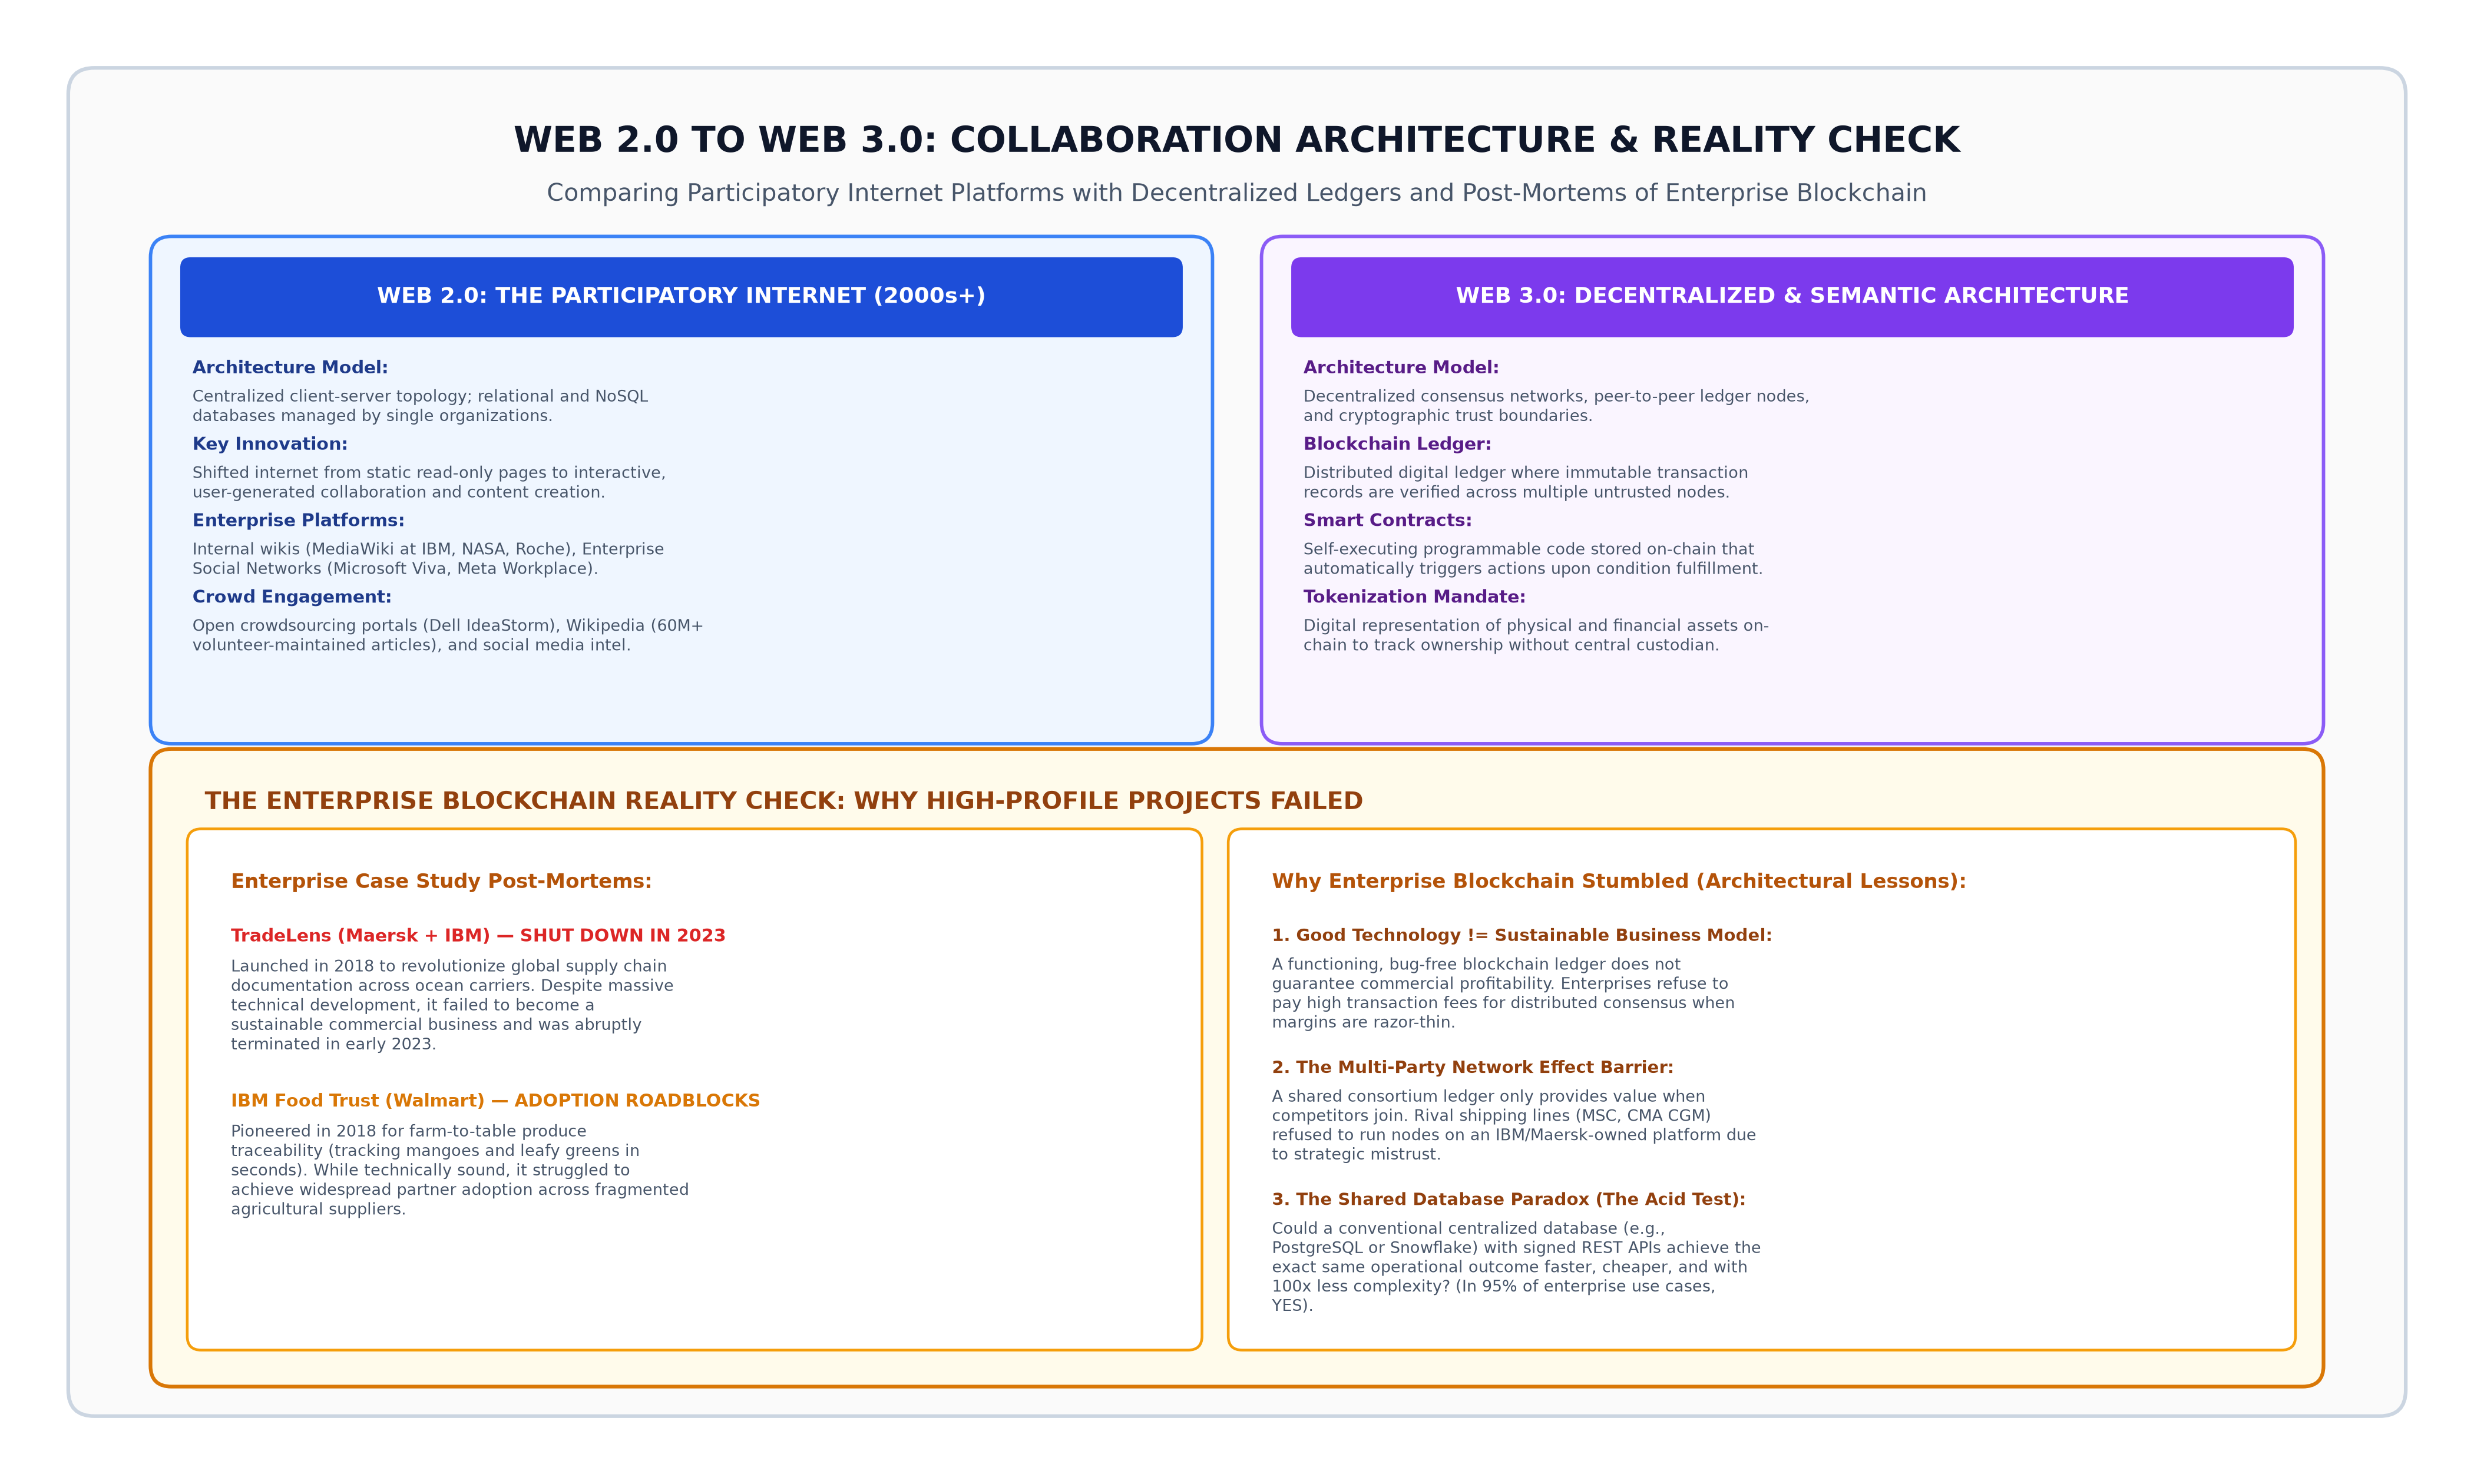 WEB 2.0 TO WEB 3.0: COLLABORATION ARCHITECTURE & REALITY CHECK
Comparing Participatory Internet Platforms with Decentralized Ledgers and Post-Mortems of Enterprise Blockchain
WEB 2.0: THE PARTICIPATORY INTERNET (2000s+)
Architecture Model:
Centralized client-server topology; relational and NoSQL
databases managed by single organizations.
Key Innovation:
Shifted internet from static read-only pages to interactive,
user-generated collaboration and content creation.
Enterprise Platforms:
Internal wikis (MediaWiki at IBM, NASA, Roche), Enterprise
Social Networks (Microsoft Viva, Meta Workplace).
Crowd Engagement:
Open crowdsourcing portals (Dell IdeaStorm), Wikipedia (60M+
volunteer-maintained articles), and social media intel.
WEB 3.0: DECENTRALIZED & SEMANTIC ARCHITECTURE
Architecture Model:
Decentralized consensus networks, peer-to-peer ledger nodes,
and cryptographic trust boundaries.
Blockchain Ledger:
Distributed digital ledger where immutable transaction
records are verified across multiple untrusted nodes.
Smart Contracts:
Self-executing programmable code stored on-chain that
automatically triggers actions upon condition fulfillment.
Tokenization Mandate:
Digital representation of physical and financial assets on-
chain to track ownership without central custodian.
THE ENTERPRISE BLOCKCHAIN REALITY CHECK: WHY HIGH-PROFILE PROJECTS FAILED
Enterprise Case Study Post-Mortems:
TradeLens (Maersk + IBM) — SHUT DOWN IN 2023
Launched in 2018 to revolutionize global supply chain
documentation across ocean carriers. Despite massive
technical development, it failed to become a
sustainable commercial business and was abruptly
terminated in early 2023.
IBM Food Trust (Walmart) — ADOPTION ROADBLOCKS
Pioneered in 2018 for farm-to-table produce
traceability (tracking mangoes and leafy greens in
seconds). While technically sound, it struggled to
achieve widespread partner adoption across fragmented
agricultural suppliers.
Why Enterprise Blockchain Stumbled (Architectural Lessons):
1. Good Technology != Sustainable Business Model:
A functioning, bug-free blockchain ledger does not
guarantee commercial profitability. Enterprises refuse to
pay high transaction fees for distributed consensus when
margins are razor-thin.
2. The Multi-Party Network Effect Barrier:
A shared consortium ledger only provides value when
competitors join. Rival shipping lines (MSC, CMA CGM)
refused to run nodes on an IBM/Maersk-owned platform due
to strategic mistrust.
3. The Shared Database Paradox (The Acid Test):
Could a conventional centralized database (e.g.,
PostgreSQL or Snowflake) with signed REST APIs achieve the
exact same operational outcome faster, cheaper, and with
100x less complexity? (In 95% of enterprise use cases,
YES).